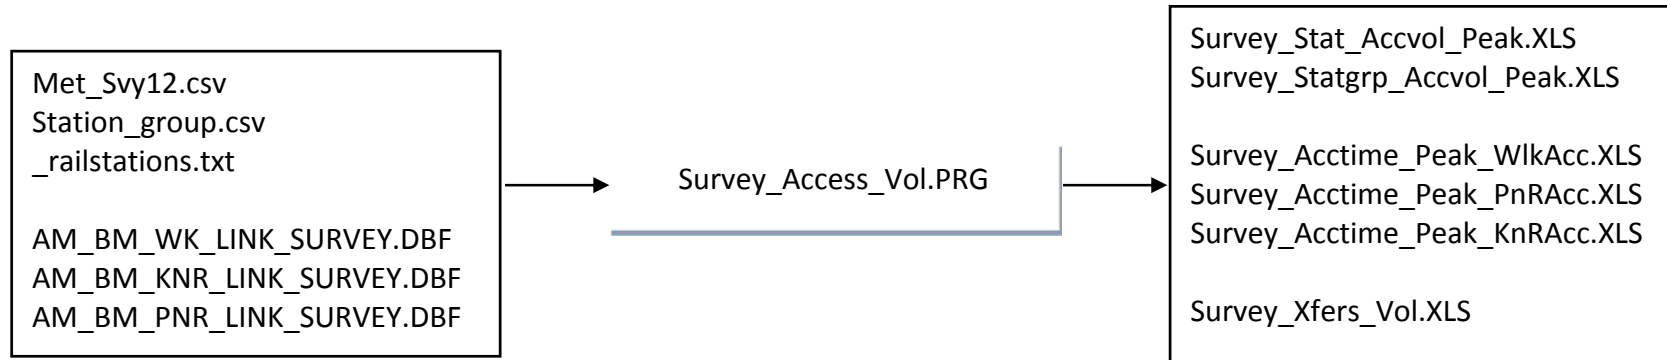 Met_Svy12.csv
Station_group.csv
_railstations.txt
AM_BM_WK_LINK_SURVEY.DBF
AM_BM_KNR_LINK_SURVEY.DBF
AM_BM_PNR_LINK_SURVEY.DBF
Survey_Access_Vol.PRG
Survey_Stat_Accvol_Peak.XLS
Survey_Statgrp_Accvol_Peak.XLS
Survey_Acctime_Peak_WlkAcc.XLS
Survey_Acctime_Peak_PnRAcc.XLS
Survey_Acctime_Peak_KnRAcc.XLS
Survey_Xfers_Vol.XLS